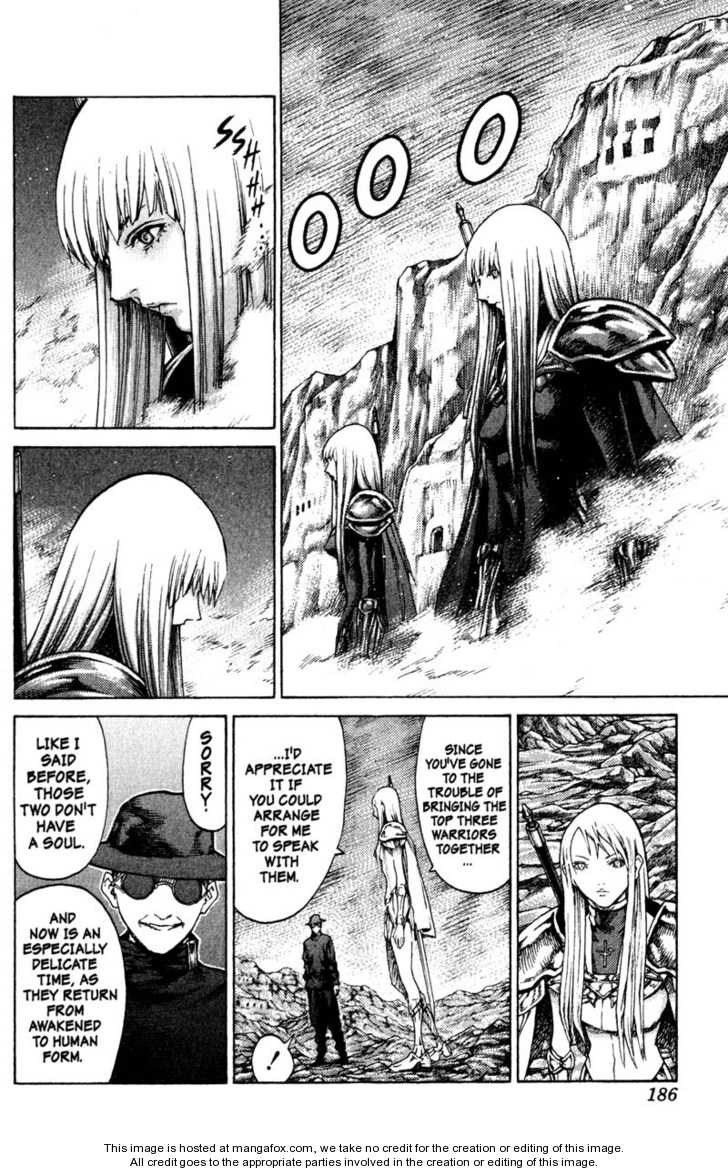 OOO
SSHHHH..
SINCE
YOU'VE GONE
TO THE
TROUBLE OF
BRINGING THE
TOP THREE
WARRIORS
TOGETHER
...
...I'D
APPRECIATE
IT IF
YOU COULD
ARRANGE
FOR ME
TO SPEAK
WITH
THEM.
!
SORRY.
LIKE I
SAID
BEFORE,
THOSE
TWO DON'T
HAVE
A SOUL.
AND
NOW IS AN
ESPECIALLY
DELICATE
TIME, AS
THEY RETURN
FROM
AWAKENED
TO HUMAN
FORM.
186
This image is hosted at mangafox.com, we take no credit for the creation or editing of this image.
All credit goes to the appropriate parties involved in the creation or editing of this image.